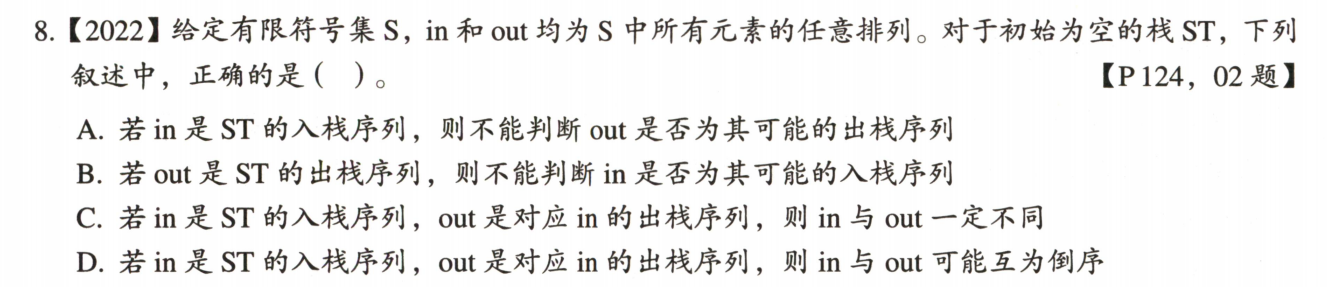 8.【2022】给定有限符号集 S，in 和 out 均为 S 中所有元素的任意排列。对于初始为空的栈 ST，下列
叙述中，正确的是（ ）。 【P 124，02 题】
A. 若 in 是 ST 的入栈序列，则不能判断 out 是否为其可能的出栈序列
B. 若 out 是 ST 的出栈序列，则不能判断 in 是否为其可能的入栈序列
C. 若 in 是 ST 的入栈序列，out 是对应 in 的出栈序列，则 in 与 out 一定不同
D. 若 in 是 ST 的入栈序列，out 是对应 in 的出栈序列，则 in 与 out 可能互为倒序